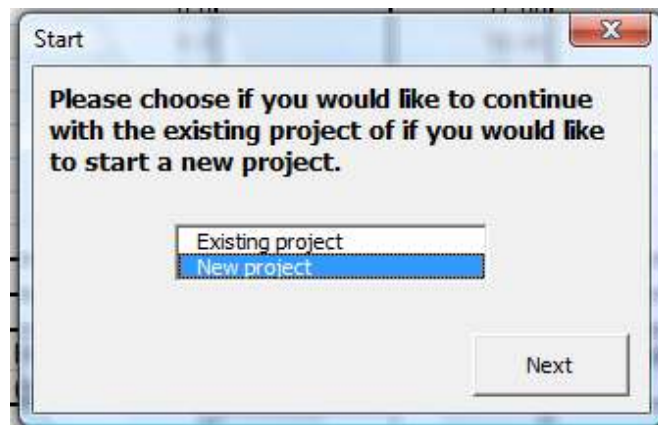 Start
Please choose if you would like to continue
with the existing project of if you would like
to start a new project.
Existing project
New project
Next